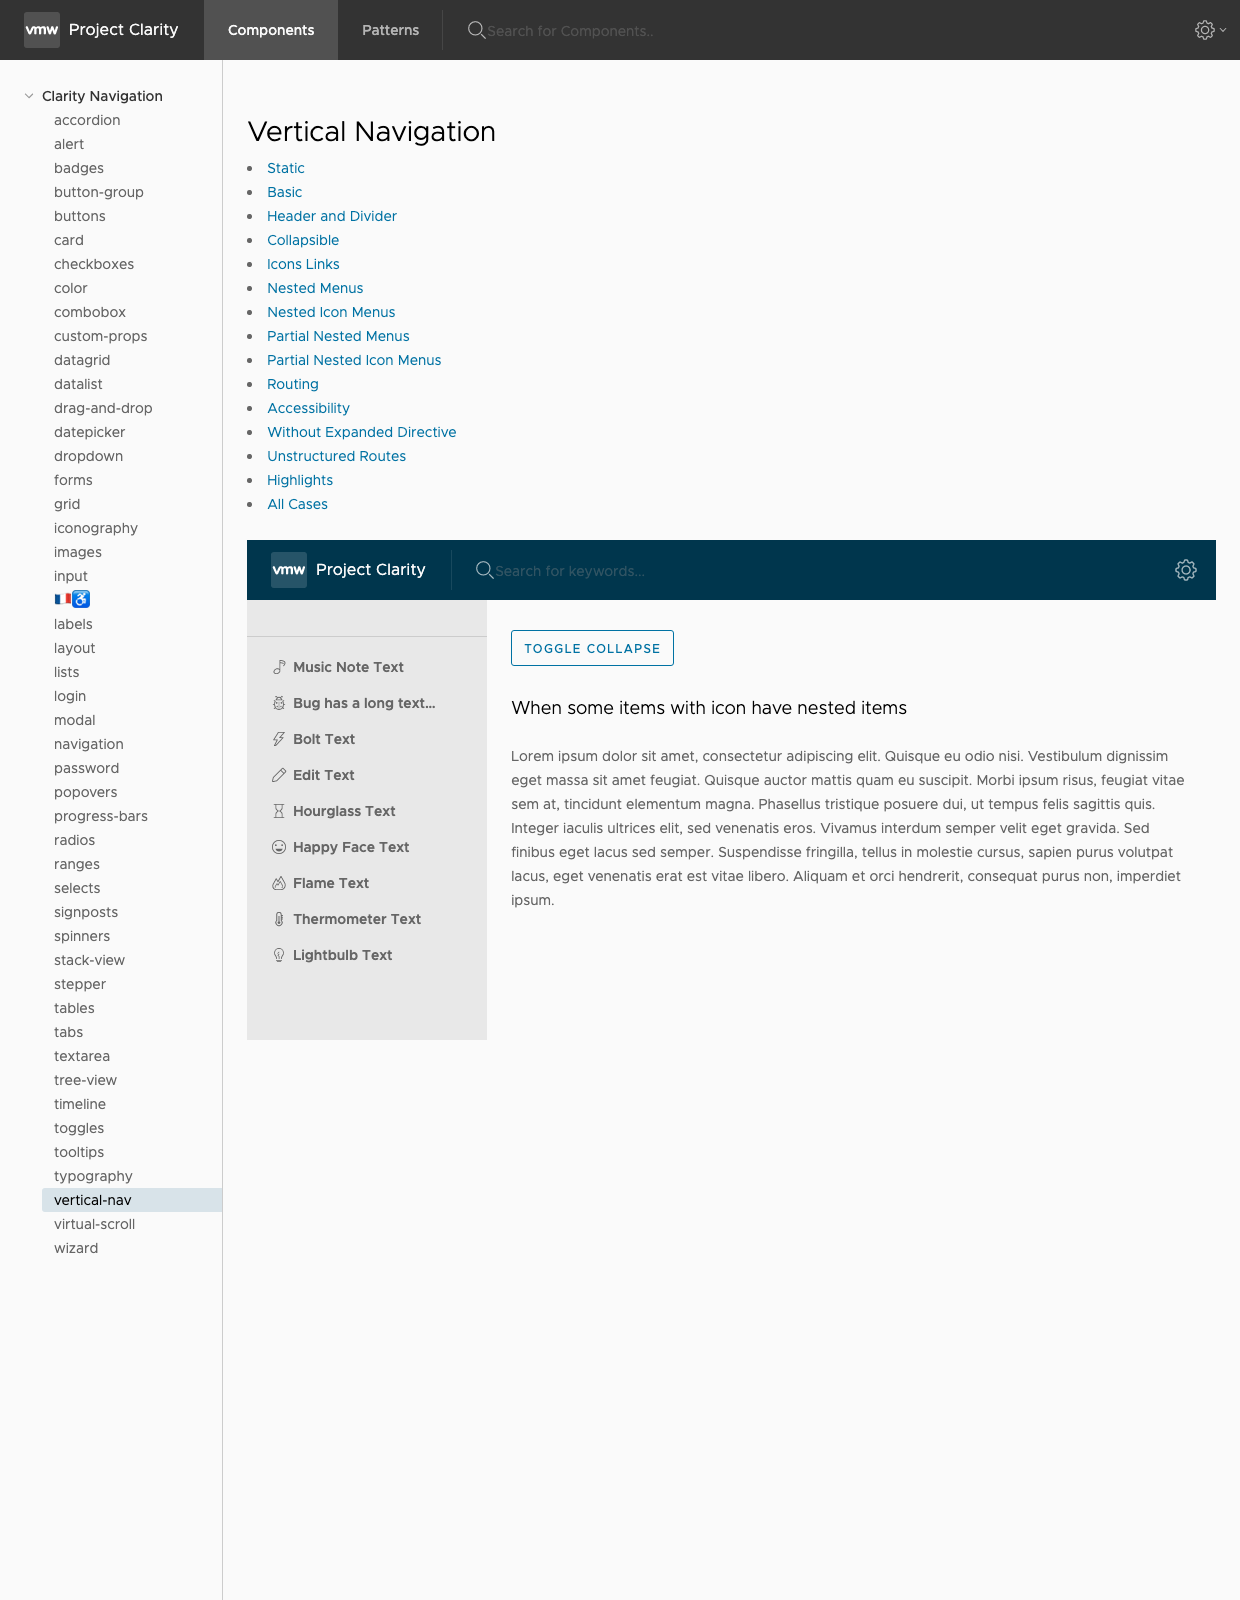 vmw Project Clarity Components Patterns Search for Components..
Clarity Navigation
accordion
alert
badges
button-group
buttons
card
checkboxes
color
combobox
custom-props
datagrid
datalist
drag-and-drop
datepicker
dropdown
forms
grid
iconography
images
input
🇫🇷♿
labels
layout
lists
login
modal
navigation
password
popovers
progress-bars
radios
ranges
selects
signposts
spinners
stack-view
stepper
tables
tabs
textarea
tree-view
timeline
toggles
tooltips
typography
vertical-nav
virtual-scroll
wizard
Vertical Navigation
Static
Basic
Header and Divider
Collapsible
Icons Links
Nested Menus
Nested Icon Menus
Partial Nested Menus
Partial Nested Icon Menus
Routing
Accessibility
Without Expanded Directive
Unstructured Routes
Highlights
All Cases
vmw Project Clarity Search for keywords...
Music Note Text
Bug has a long text...
Bolt Text
Edit Text
Hourglass Text
Happy Face Text
Flame Text
Thermometer Text
Lightbulb Text
TOGGLE COLLAPSE
When some items with icon have nested items
Lorem ipsum dolor sit amet, consectetur adipiscing elit. Quisque eu odio nisi. Vestibulum dignissim
eget massa sit amet feugiat. Quisque auctor mattis quam eu suscipit. Morbi ipsum risus, feugiat vitae
sem at, tincidunt elementum magna. Phasellus tristique posuere dui, ut tempus felis sagittis quis.
Integer iaculis ultrices elit, sed venenatis eros. Vivamus interdum semper velit eget gravida. Sed
finibus eget lacus sed semper. Suspendisse fringilla, tellus in molestie cursus, sapien purus volutpat
lacus, eget venenatis erat est vitae libero. Aliquam et orci hendrerit, consequat purus non, imperdiet
ipsum.